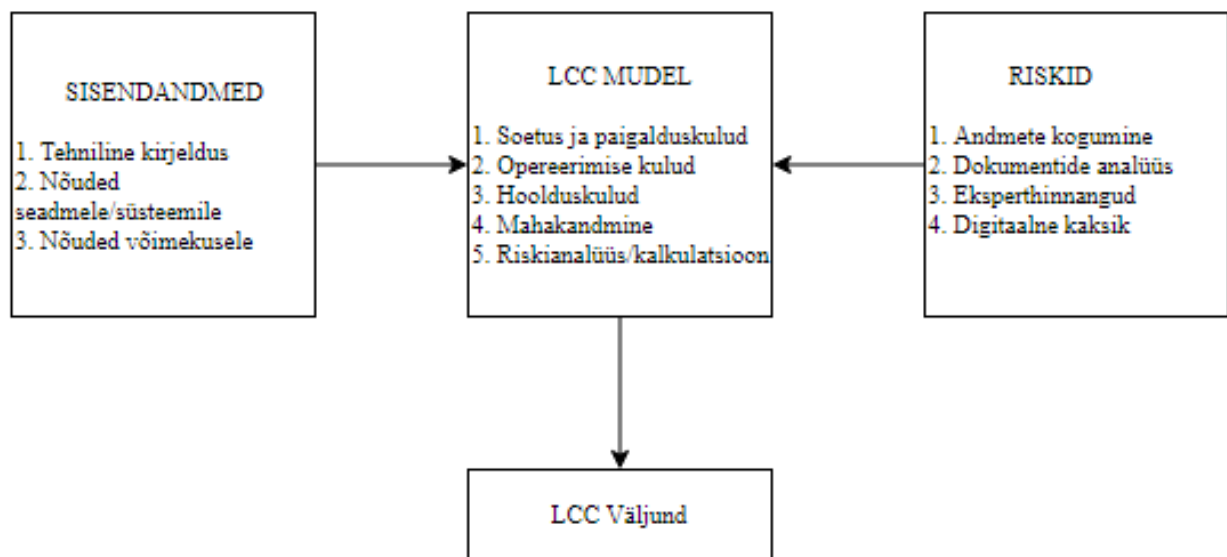 SISENDANDMED
1. Tehniline kirjeldus
2. Nõuded
seadmele/süsteemile
3. Nõuded võimekusele
LCC MUDEL
1. Soetus ja paigalduskulud
2. Opereerimise kulud
3. Hoolduskulud
4. Mahakandmine
5. Riskianalüüs/kalkulatsioon
RISKID
1. Andmete kogumine
2. Dokumentide analüüs
3. Eksperthinnangud
4. Digitaalne kaksik
LCC Väljund